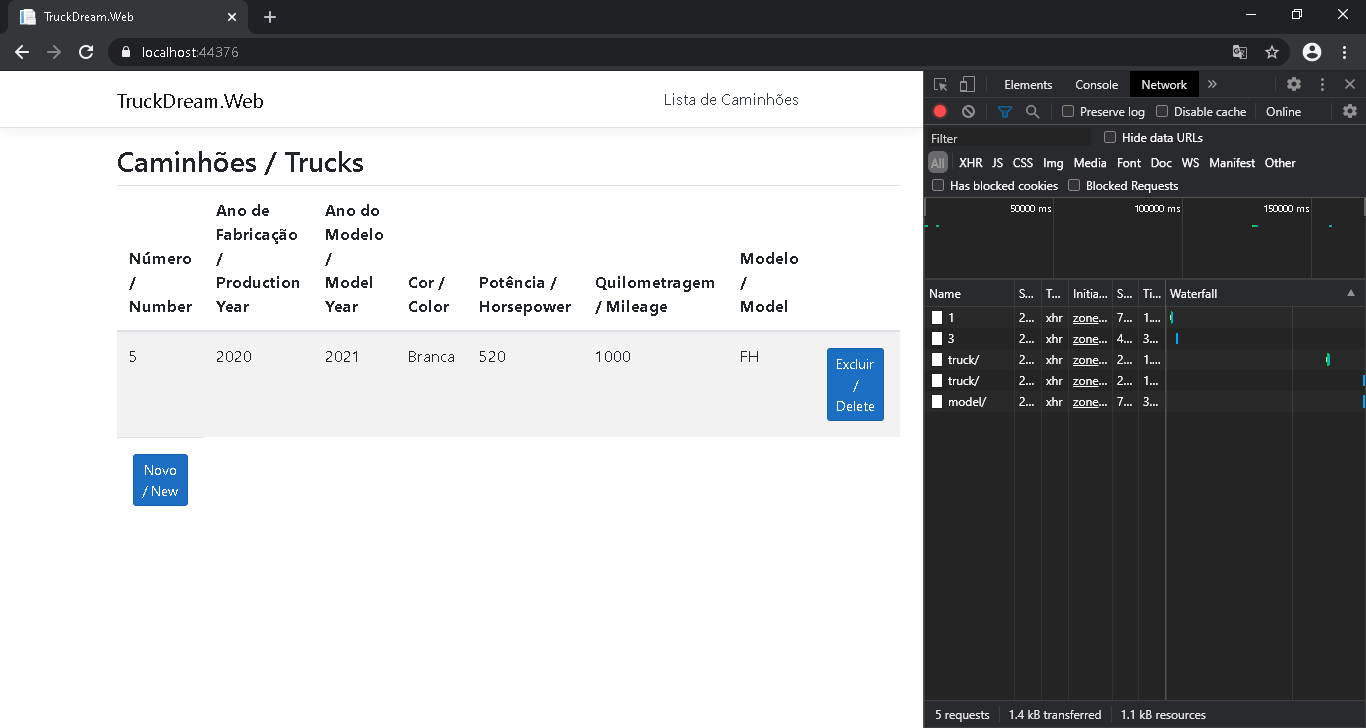 TruckDream.Web
localhost:44376
TruckDream.Web
Lista de Caminhões
Caminhões / Trucks
Número / Number
Ano de Fabricação / Production Year
Ano do Modelo / Model Year
Cor / Color
Potência / Horsepower
Quilometragem / Mileage
Modelo / Model
5 2020 2021 Branca 520 1000 FH
Excluir / Delete
Novo / New
Elements Console Network
Preserve log Disable cache Online
Filter Hide data URLs
All XHR JS CSS Img Media Font Doc WS Manifest Other
Has blocked cookies Blocked Requests
50000 ms 100000 ms 150000 ms
Name S... T... Initia... S... Ti... Waterfall
1 2... xhr zone... 7... 1....
3 2... xhr zone... 4... 3...
truck/ 2... xhr zone... 2... 1....
truck/ 2... xhr zone... 2... 1...
model/ 2... xhr zone... 7... 3...
5 requests 1.4 kB transferred 1.1 kB resources